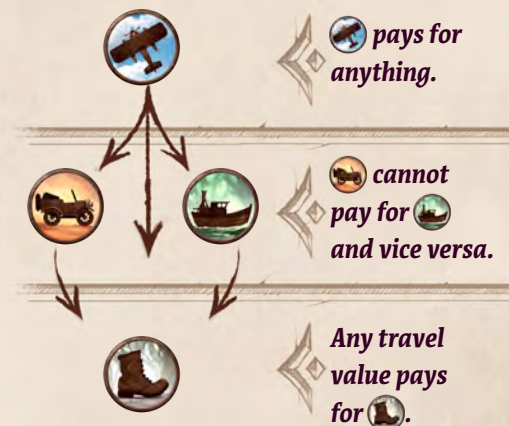 pays for
anything.
cannot
pay for
and vice versa.
Any travel
value pays
for .